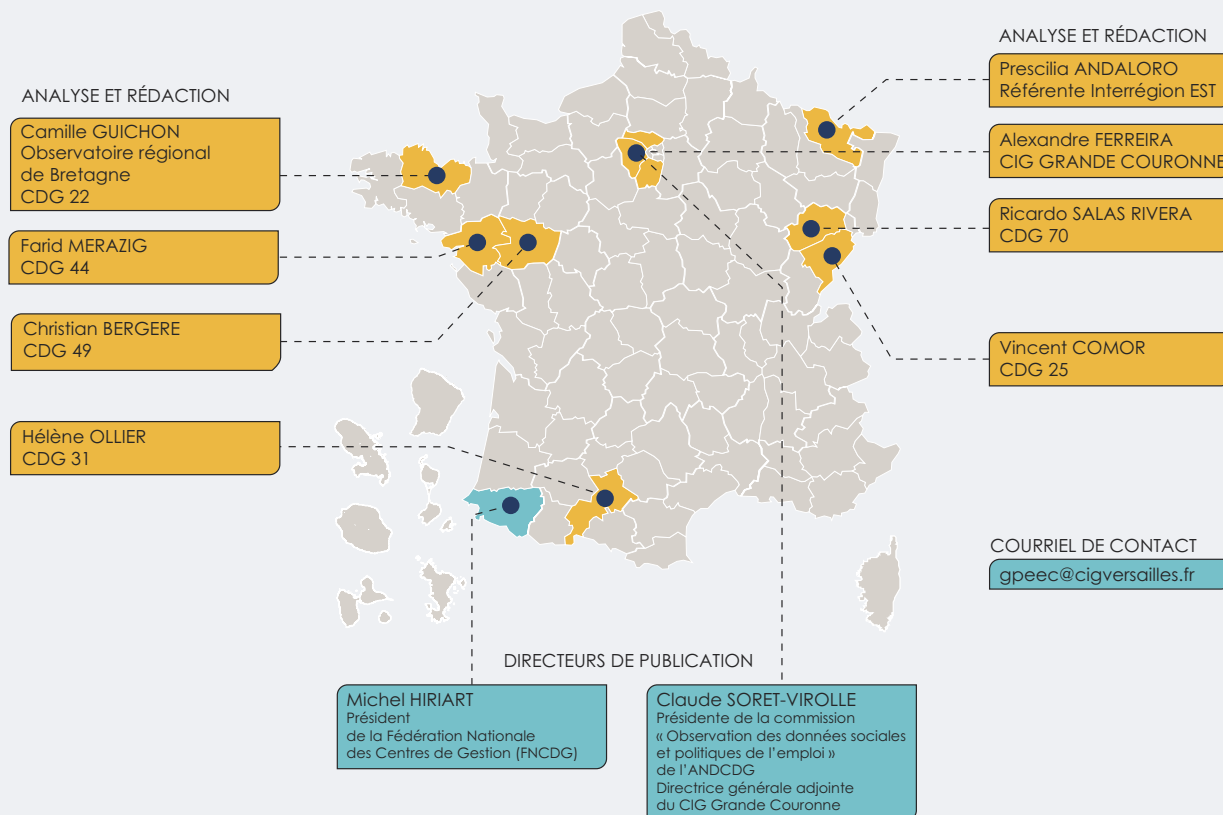 ANALYSE ET RÉDACTION
Camille GUICHON
Observatoire régional
de Bretagne
CDG 22
Farid MERAZIG
CDG 44
Christian BERGERE
CDG 49
Hélène OLLIER
CDG 31
ANALYSE ET RÉDACTION
Prescilia ANDALORO
Référente Interrégion EST
Alexandre FERREIRA
CIG GRANDE COURONNE
Ricardo SALAS RIVERA
CDG 70
Vincent COMOR
CDG 25
COURRIEL DE CONTACT
gpeec@cigversailles.fr
DIRECTEURS DE PUBLICATION
Michel HIRIART
Président
de la Fédération Nationale
des Centres de Gestion (FNCDG)
Claude SORET-VIROLLE
Présidente de la commission
« Observation des données sociales
et politiques de l'emploi »
de l'ANDCDG
Directrice générale adjointe
du CIG Grande Couronne